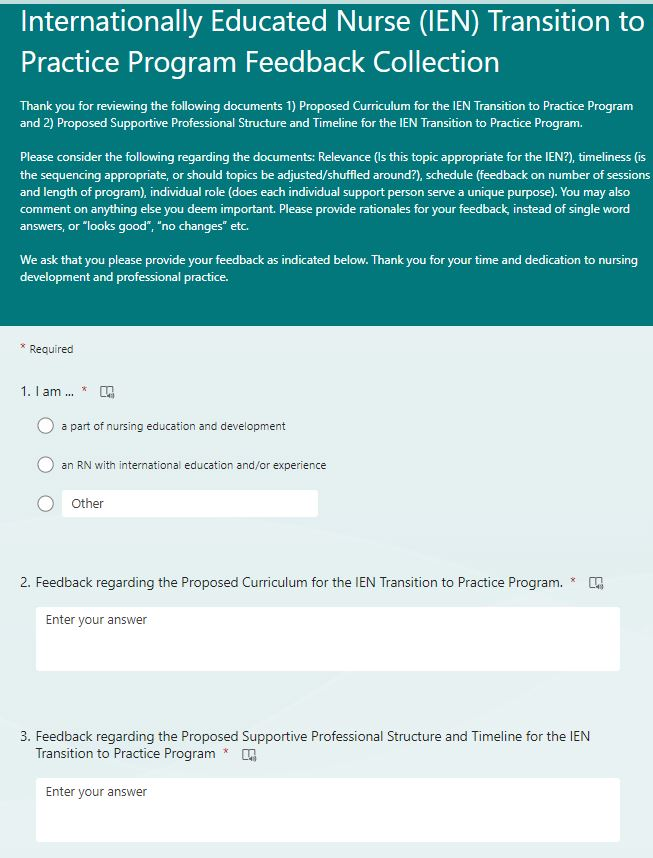 Internationally Educated Nurse (IEN) Transition to
Practice Program Feedback Collection
Thank you for reviewing the following documents 1) Proposed Curriculum for the IEN Transition to Practice Program
and 2) Proposed Supportive Professional Structure and Timeline for the IEN Transition to Practice Program.
Please consider the following regarding the documents: Relevance (Is this topic appropriate for the IEN?), timeliness (is
the sequencing appropriate, or should topics be adjusted/shuffled around?), schedule (feedback on number of sessions
and length of program), individual role (does each individual support person serve a unique purpose). You may also
comment on anything else you deem important. Please provide rationales for your feedback, instead of single word
answers, or "looks good", "no changes" etc.
We ask that you please provide your feedback as indicated below. Thank you for your time and dedication to nursing
development and professional practice.
* Required
1. I am ... *
a part of nursing education and development
an RN with international education and/or experience
Other
2. Feedback regarding the Proposed Curriculum for the IEN Transition to Practice Program. *
Enter your answer
3. Feedback regarding the Proposed Supportive Professional Structure and Timeline for the IEN
Transition to Practice Program *
Enter your answer